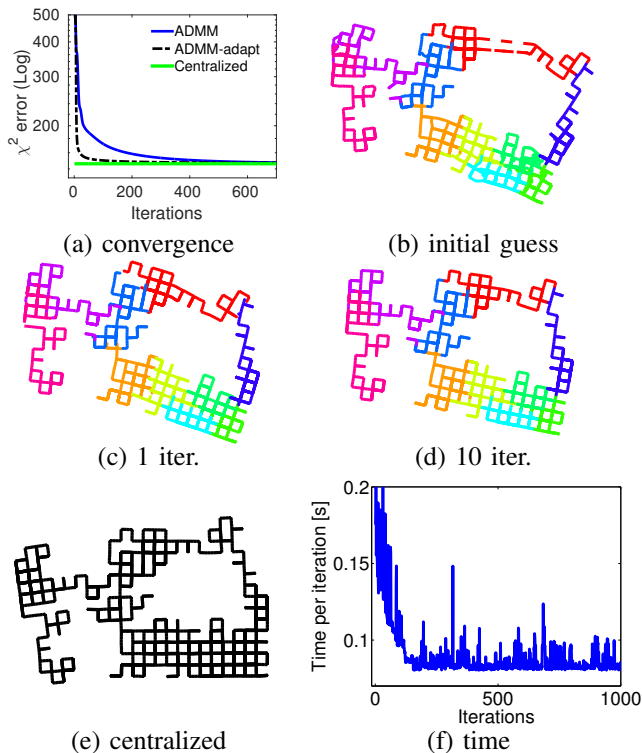 500
300
200
χ² error (Log)
ADMM
ADMM-adapt
Centralized
0 200 400 600
Iterations
(a) convergence
(b) initial guess
(c) 1 iter.
(d) 10 iter.
(e) centralized
0.2
0.15
0.1
Time per iteration [s]
0 500 1000
Iterations
(f) time